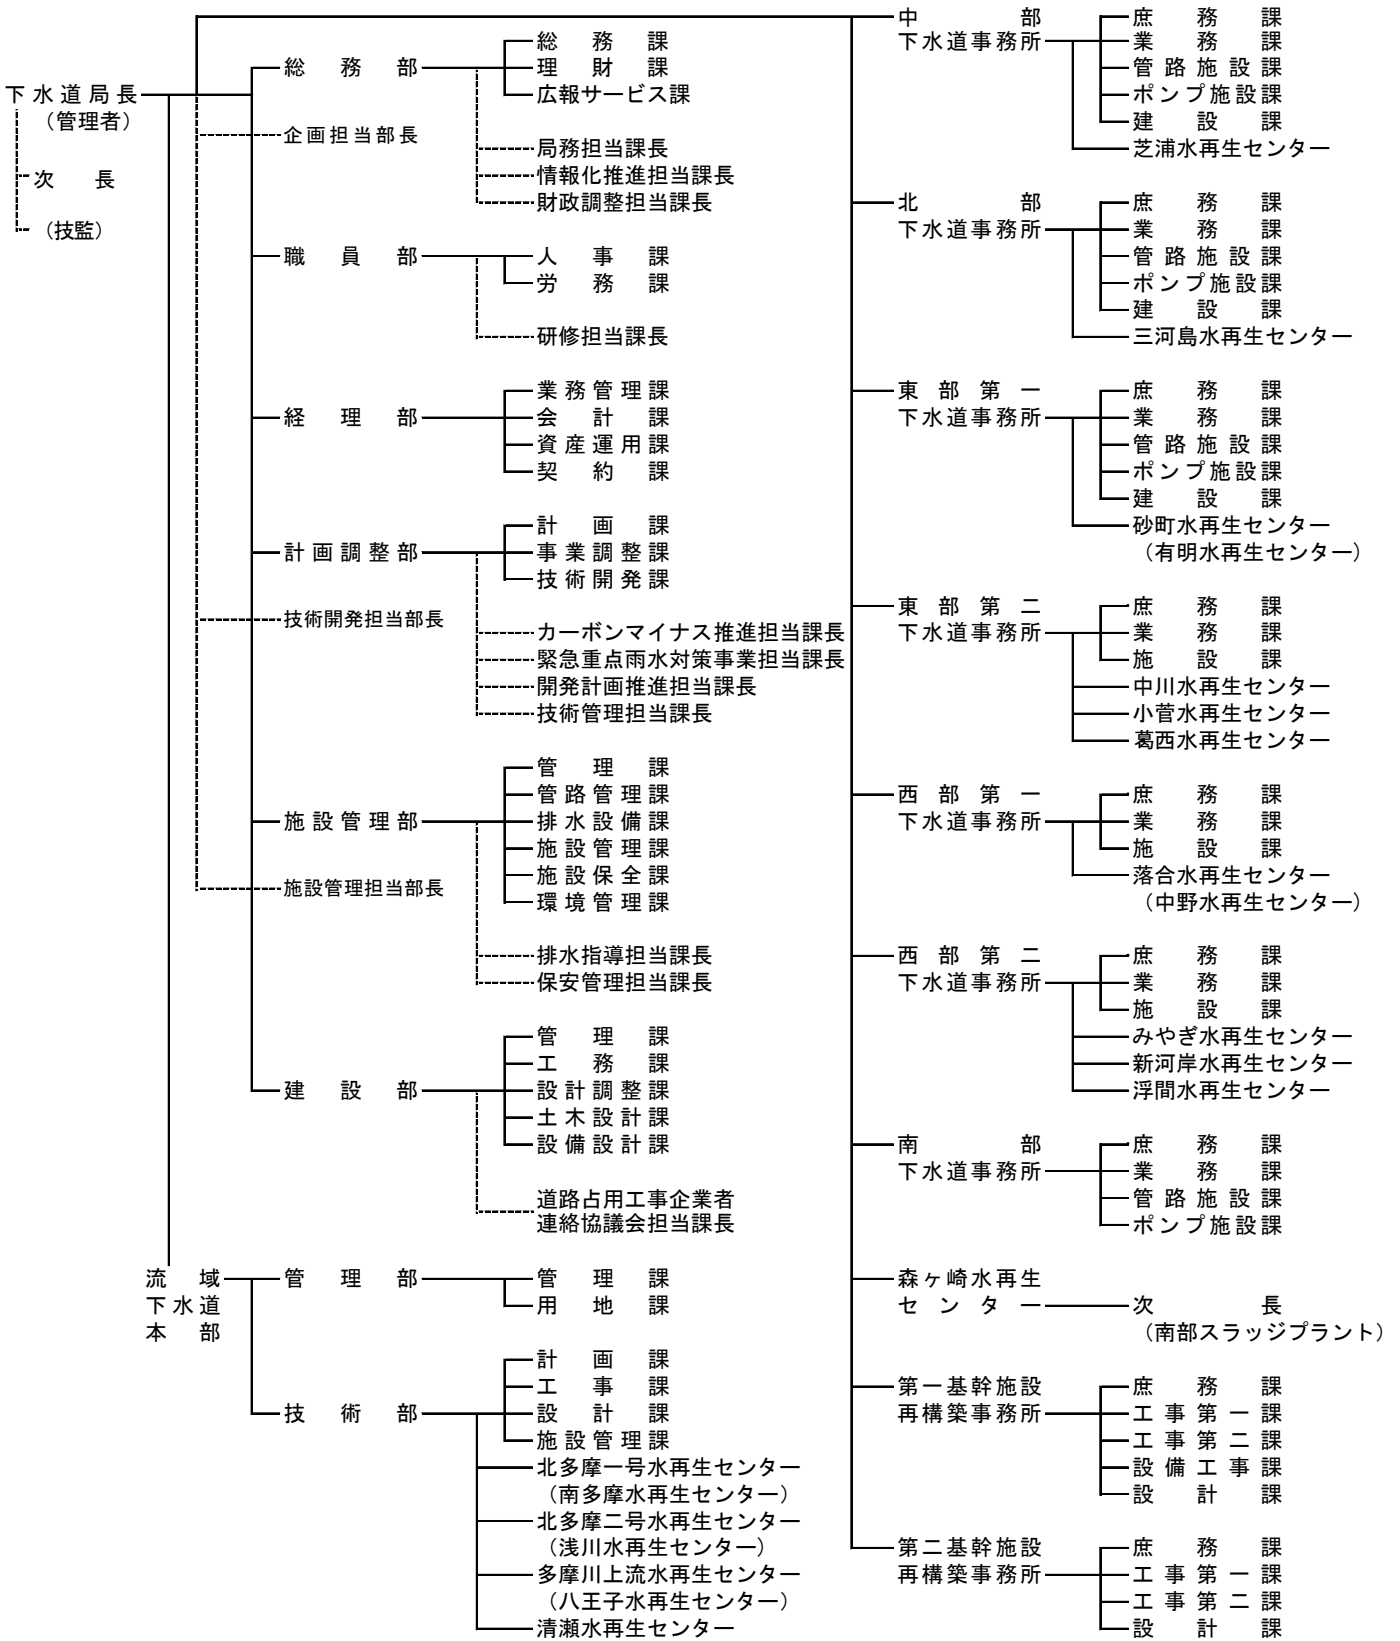 下水道局長
（管理者）
次長
（技監）
総務部
総務課
理財課
広報サービス課
企画担当部長
局務担当課長
情報化推進担当課長
財政調整担当課長
職員部
人事課
労務課
研修担当課長
経理部
業務管理課
会計課
資産運用課
契約課
計画調整部
計画課
事業調整課
技術開発課
技術開発担当部長
カーボンマイナス推進担当課長
緊急重点雨水対策事業担当課長
開発計画推進担当課長
技術管理担当課長
施設管理部
管理課
管路管理課
排水設備課
施設管理課
施設保全課
環境管理課
施設管理担当部長
排水指導担当課長
保安管理担当課長
建設部
管理課
工務課
設計調整課
土木設計課
設備設計課
道路占用工事企業者
連絡協議会担当課長
流域
下水道
本部
管理部
管理課
用地課
技術部
計画課
工事課
設計課
施設管理課
北多摩一号水再生センター
（南多摩水再生センター）
北多摩二号水再生センター
（浅川水再生センター）
多摩川上流水再生センター
（八王子水再生センター）
清瀬水再生センター
中部
下水道事務所
庶務課
業務課
管路施設課
ポンプ施設課
建設課
芝浦水再生センター
北部
下水道事務所
庶務課
業務課
管路施設課
ポンプ施設課
建設課
三河島水再生センター
東部第一
下水道事務所
庶務課
業務課
管路施設課
ポンプ施設課
建設課
砂町水再生センター
（有明水再生センター）
東部第二
下水道事務所
庶務課
業務課
施設課
中川水再生センター
小菅水再生センター
葛西水再生センター
西部第一
下水道事務所
庶務課
業務課
施設課
落合水再生センター
（中野水再生センター）
西部第二
下水道事務所
庶務課
業務課
施設課
みやぎ水再生センター
新河岸水再生センター
浮間水再生センター
南部
下水道事務所
庶務課
業務課
管路施設課
ポンプ施設課
森ヶ崎水再生
センター
次長
（南部スラッジプラント）
第一基幹施設
再構築事務所
庶務課
工事第一課
工事第二課
設備工事課
設計課
第二基幹施設
再構築事務所
庶務課
工事第一課
工事第二課
設計課